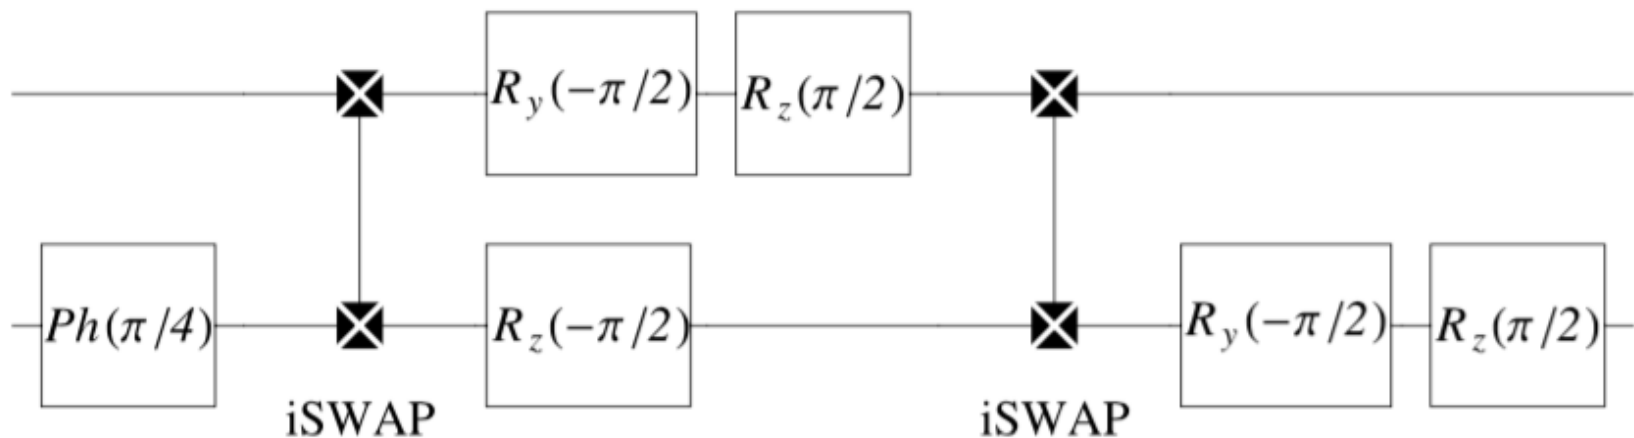 R_y(−π/2) R_z(π/2)
Ph(π/4) R_z(−π/2) R_y(−π/2) R_z(π/2)
iSWAP iSWAP